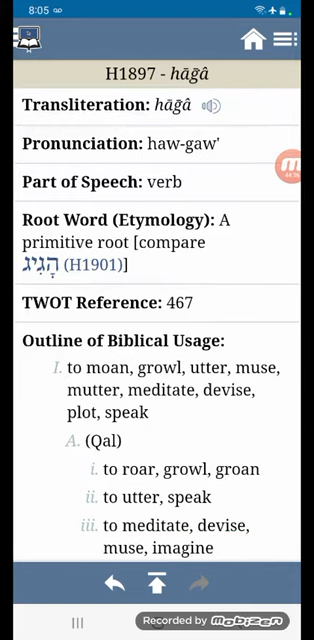 8:05
H1897 - hāḡâ
Transliteration: hāḡâ
Pronunciation: haw-gaw'
Part of Speech: verb
Root Word (Etymology): A
primitive root [compare
הָגִיג (H1901)]
TWOT Reference: 467
Outline of Biblical Usage:
I. to moan, growl, utter, muse,
mutter, meditate, devise,
plot, speak
A. (Qal)
i. to roar, growl, groan
ii. to utter, speak
iii. to meditate, devise,
muse, imagine
Recorded by mobizen